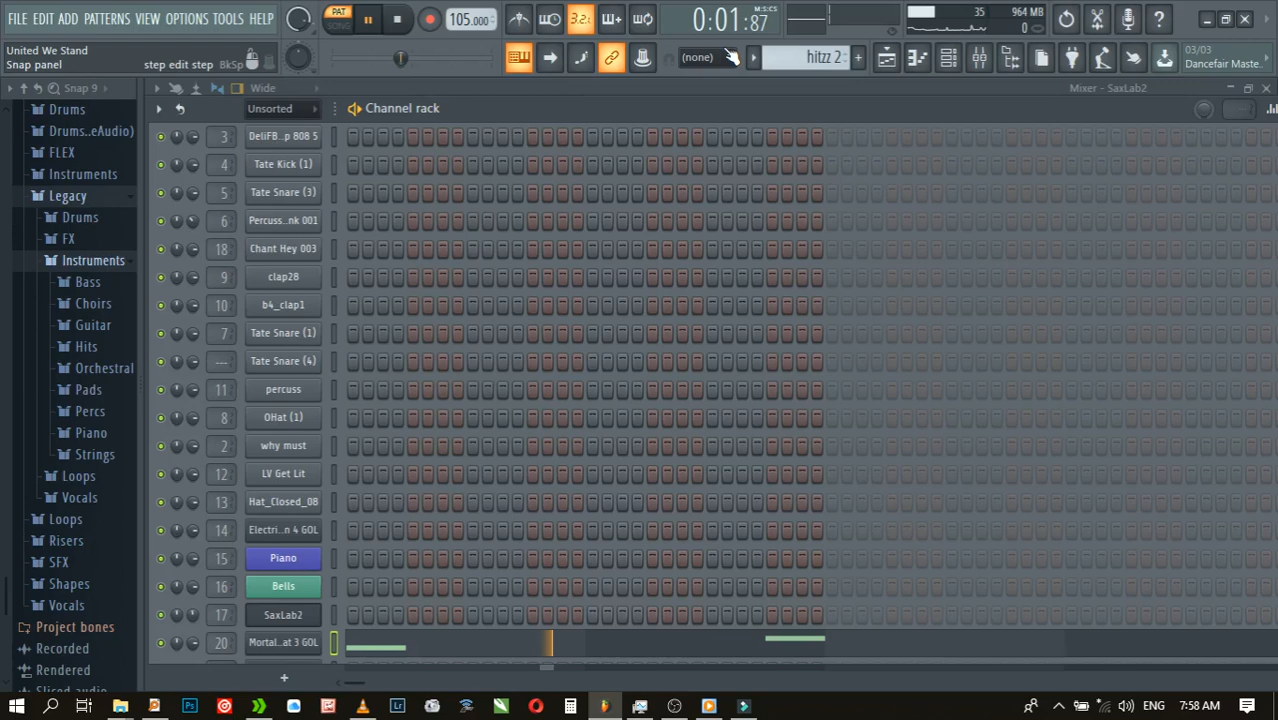 FILE EDIT ADD PATTERNS VIEW OPTIONS TOOLS HELP
PAT
SONG
105.000
3.2.
0:01:87
M:S:CS
35
964 MB
0
United We Stand
Snap panel
step edit step
BkSp
(none)
hitzz 2
03/03
Dancefair Maste..
Snap 9
Wide
Mixer - SaxLab2
Unsorted
Channel rack
Drums
Drums..eAudio)
FLEX
Instruments
Legacy
Drums
FX
Instruments
Bass
Choirs
Guitar
Hits
Orchestral
Pads
Percs
Piano
Strings
Loops
Vocals
Loops
Risers
SFX
Shapes
Vocals
Project bones
Recorded
Rendered
Sliced audio
3 DeliFB..p 808 5
4 Tate Kick (1)
5 Tate Snare (3)
6 Percuss..nk 001
18 Chant Hey 003
9 clap28
10 b4_clap1
7 Tate Snare (1)
--- Tate Snare (4)
11 percuss
8 OHat (1)
2 why must
12 LV Get Lit
13 Hat_Closed_08
14 Electri..n 4 GOL
15 Piano
16 Bells
17 SaxLab2
20 Mortal..at 3 GOL
+
Ps
Lr
ENG 7:58 AM